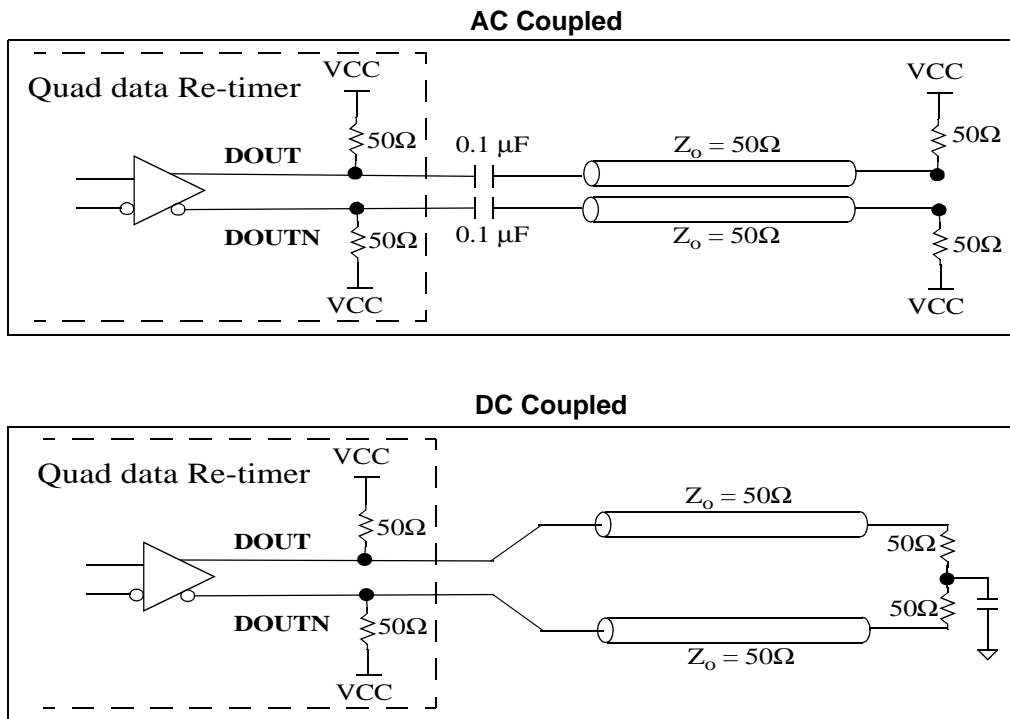 AC Coupled
Quad data Re-timer
VCC
VCC
50Ω
50Ω
DOUT
0.1 µF
Zo = 50Ω
DOUTN
50Ω
0.1 µF
Zo = 50Ω
50Ω
VCC
VCC
DC Coupled
Quad data Re-timer
VCC
Zo = 50Ω
50Ω
DOUT
50Ω
50Ω
DOUTN
50Ω
Zo = 50Ω
VCC